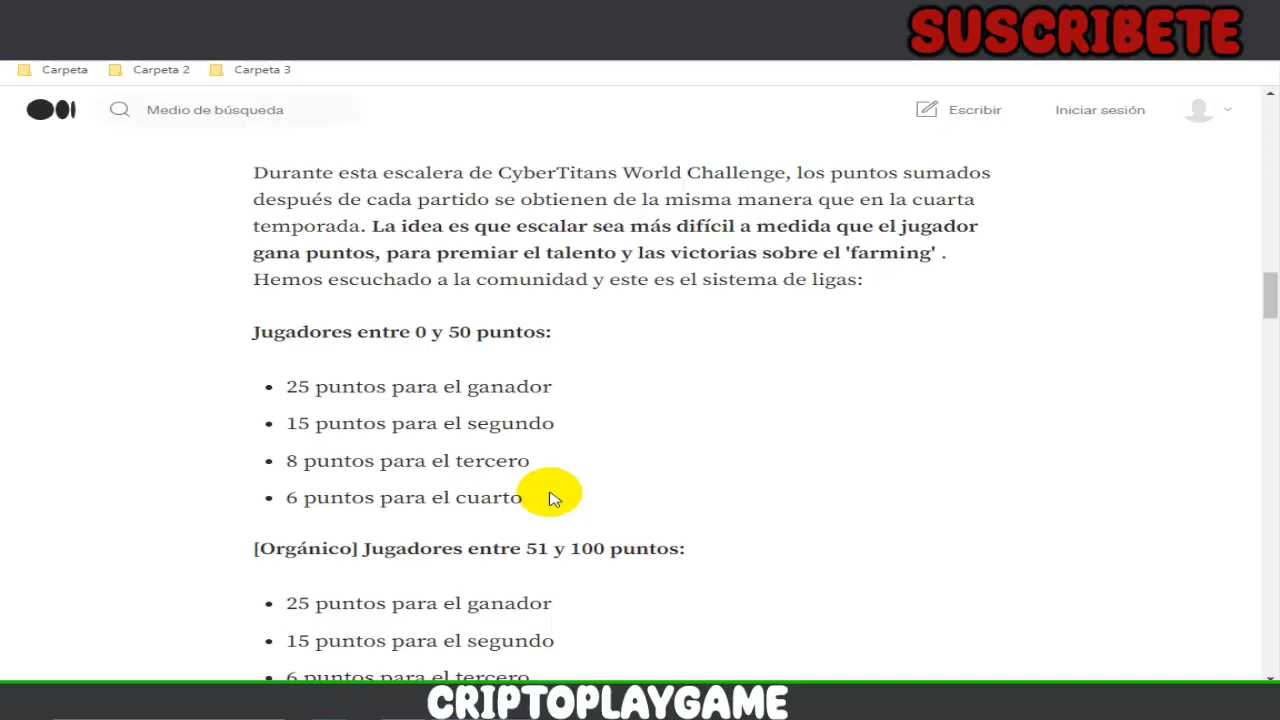 SUSCRIBETE
Carpeta Carpeta 2 Carpeta 3
Medio de búsqueda Escribir Iniciar sesión
Durante esta escalera de CyberTitans World Challenge, los puntos sumados
después de cada partido se obtienen de la misma manera que en la cuarta
temporada. La idea es que escalar sea más difícil a medida que el jugador
gana puntos, para premiar el talento y las victorias sobre el 'farming' .
Hemos escuchado a la comunidad y este es el sistema de ligas:
Jugadores entre 0 y 50 puntos:
• 25 puntos para el ganador
• 15 puntos para el segundo
• 8 puntos para el tercero
• 6 puntos para el cuarto
[Orgánico] Jugadores entre 51 y 100 puntos:
• 25 puntos para el ganador
• 15 puntos para el segundo
• 6 puntos para el tercero
CRIPTOPLAYGAME